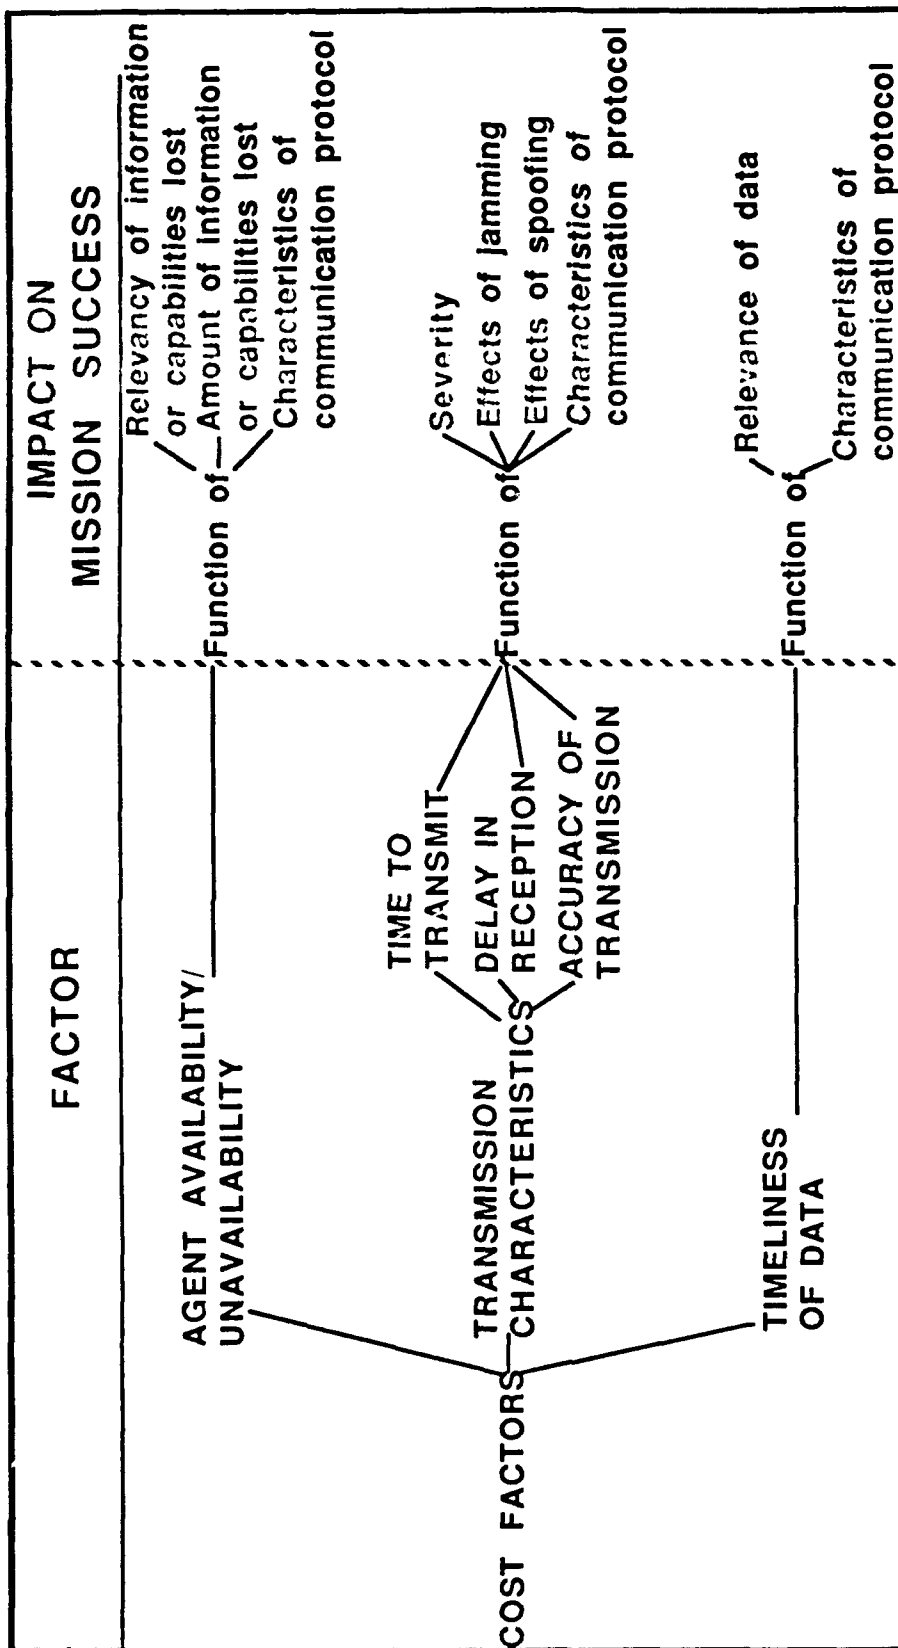 FACTOR
IMPACT ON
MISSION SUCCESS
COST FACTORS
AGENT AVAILABILITY/
UNAVAILABILITY
Function of
Relevancy of information
or capabilities lost
Amount of Information
or capabilities lost
Characteristics of
communication protocol
TRANSMISSION
CHARACTERISTICS
TIME TO
TRANSMIT
DELAY IN
RECEPTION
ACCURACY OF
TRANSMISSION
Function of
Severity
Effects of jamming
Effects of spoofing
Characteristics of
communication protocol
TIMELINESS
OF DATA
Function of
Relevance of data
Characteristics of
communication protocol